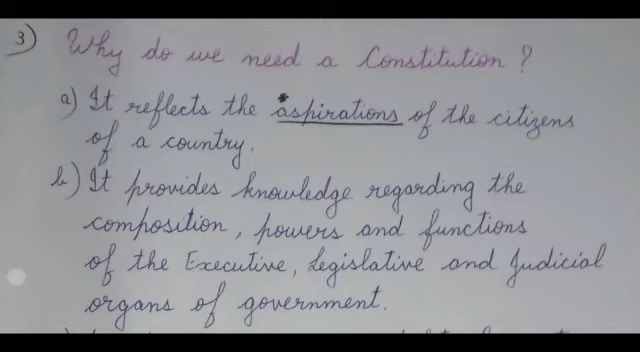 3) Why do we need a Constitution ?
a) It reflects the *aspirations of the citizens
of a country.
b) It provides knowledge regarding the
composition, powers and functions
of the Executive, Legislative and Judicial
organs of government.